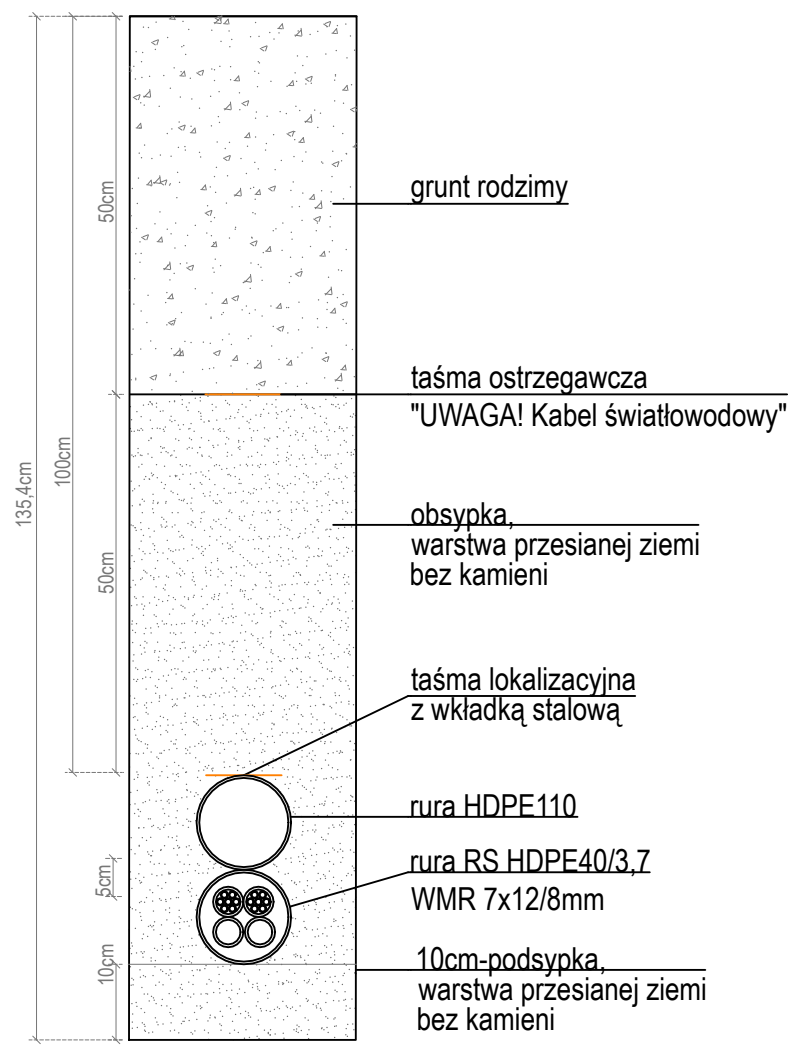 50cm
grunt rodzimy
taśma ostrzegawcza
"UWAGA! Kabel światłowodowy"
100cm
135,4cm
obsypka,
warstwa przesianej ziemi
bez kamieni
50cm
taśma lokalizacyjna
z wkładką stalową
rura HDPE110
rura RS HDPE40/3,7
WMR 7x12/8mm
5cm
10cm
10cm-podsypka,
warstwa przesianej ziemi
bez kamieni